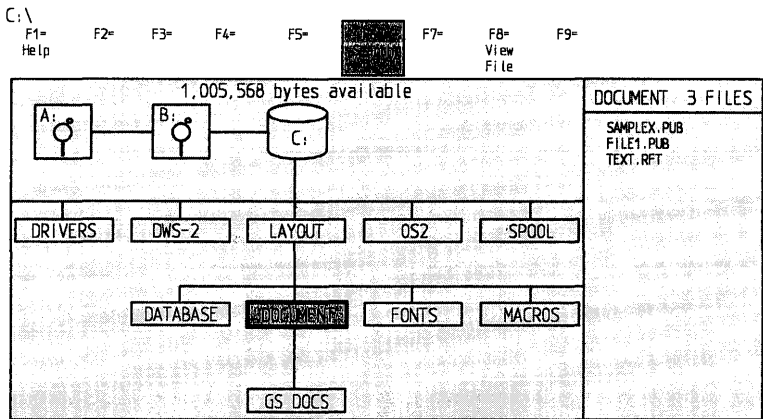 C:\
F1= F2= F3= F4= F5= F7= F8= F9=
Help View
File
1,005,568 bytes available
A: B: C:
DOCUMENT 3 FILES
SAMPLEX.PUB
FILE1.PUB
TEXT.RFT
DRIVERS DWS-2 LAYOUT OS2 SPOOL
DATABASE DOCUMENT FONTS MACROS
GS DOCS